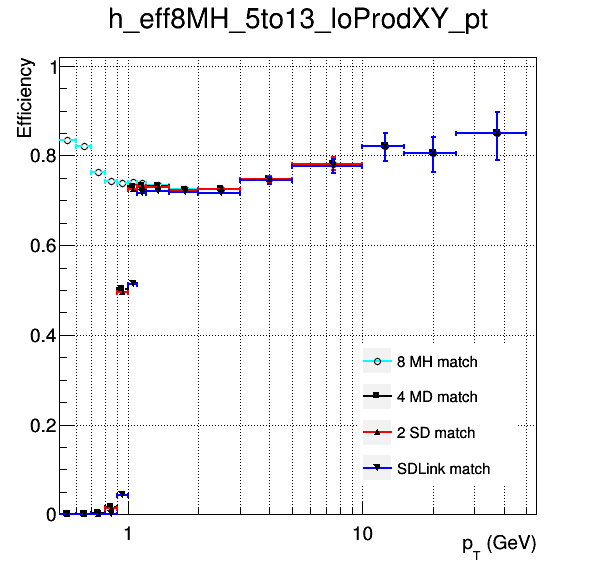 h_eff8MH_5to13_loProdXY_pt
Efficiency
1
0.8
0.6
0.4
0.2
0
8 MH match
4 MD match
2 SD match
SDLink match
1
10
p_T (GeV)